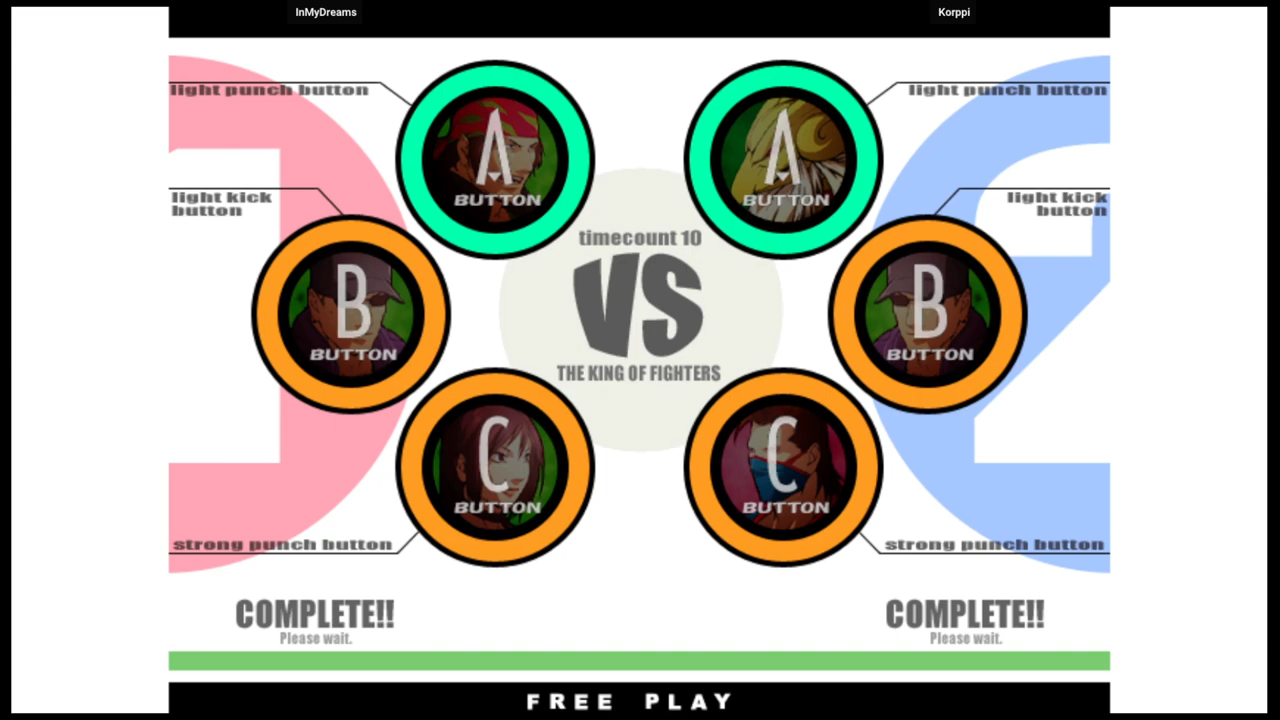 InMyDreams
Korppi
light punch button
light punch button
A
BUTTON
A
BUTTON
light kick
button
light kick
button
timecount 10
VS
THE KING OF FIGHTERS
B
BUTTON
B
BUTTON
C
BUTTON
C
BUTTON
strong punch button
strong punch button
COMPLETE!!
Please wait.
COMPLETE!!
Please wait.
FREE PLAY